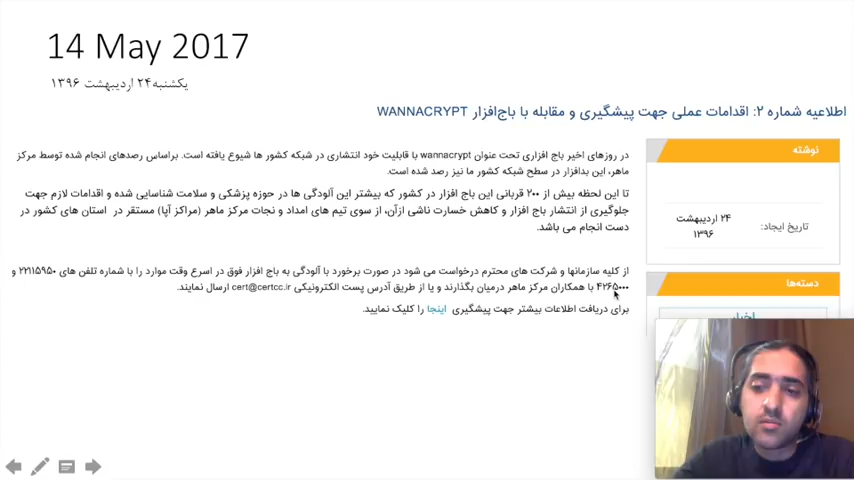 14 May 2017
یکشنبه۲۴ اردیبهشت ۱۳۹۶
اطلاعیه شماره ۲: اقدامات عملی جهت پیشگیری و مقابله با باج‌افزار WANNACRYPT
نوشته
در روزهای اخیر باج افزاری تحت عنوان wannacrypt با قابلیت خود انتشاری در شبکه کشور ها شیوع یافته است. براساس رصدهای انجام شده توسط مرکز
ماهر، این بدافزار در سطح شبکه کشور ما نیز رصد شده است.
تا این لحظه بیش از ۲۰۰ قربانی این باج افزار در کشور که بیشتر این آلودگی ها در حوزه پزشکی و سلامت شناسایی شده و اقدامات لازم جهت
جلوگیری از انتشار باج افزار و کاهش خسارت ناشی ازآن، از سوی تیم های امداد و نجات مرکز ماهر (مراکز آپا) مستقر در استان های کشور در
دست انجام می باشد.
تاریخ ایجاد:
۲۴ اردیبهشت
۱۳۹۶
از کلیه سازمانها و شرکت های محترم درخواست می شود در صورت برخورد با آلودگی به باج افزار فوق در اسرع وقت موارد را با شماره تلفن های ۲۲۱۱۵۹۵۰ و
۴۲۶۵۰۰۰۰ با همکاران مرکز ماهر درمیان بگذارند و یا از طریق آدرس پست الکترونیکی cert@certcc.ir ارسال نمایند.
برای دریافت اطلاعات بیشتر جهت پیشگیری اینجا را کلیک نمایید.
دسته‌ها
اخبار